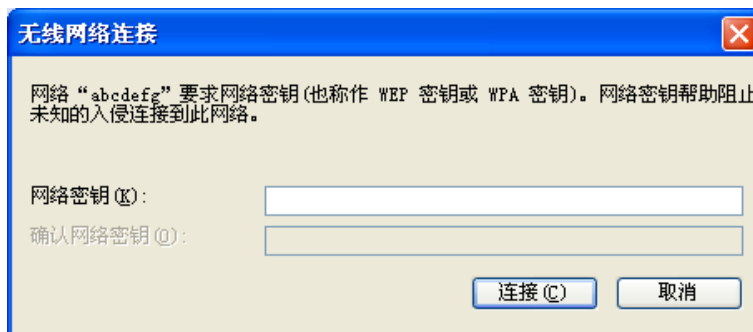 无线网络连接
网络“abcdefg”要求网络密钥(也称作 WEP 密钥或 WPA 密钥)。网络密钥帮助阻止
未知的入侵连接到此网络。
网络密钥(K):
确认网络密钥(O):
连接(C)
取消